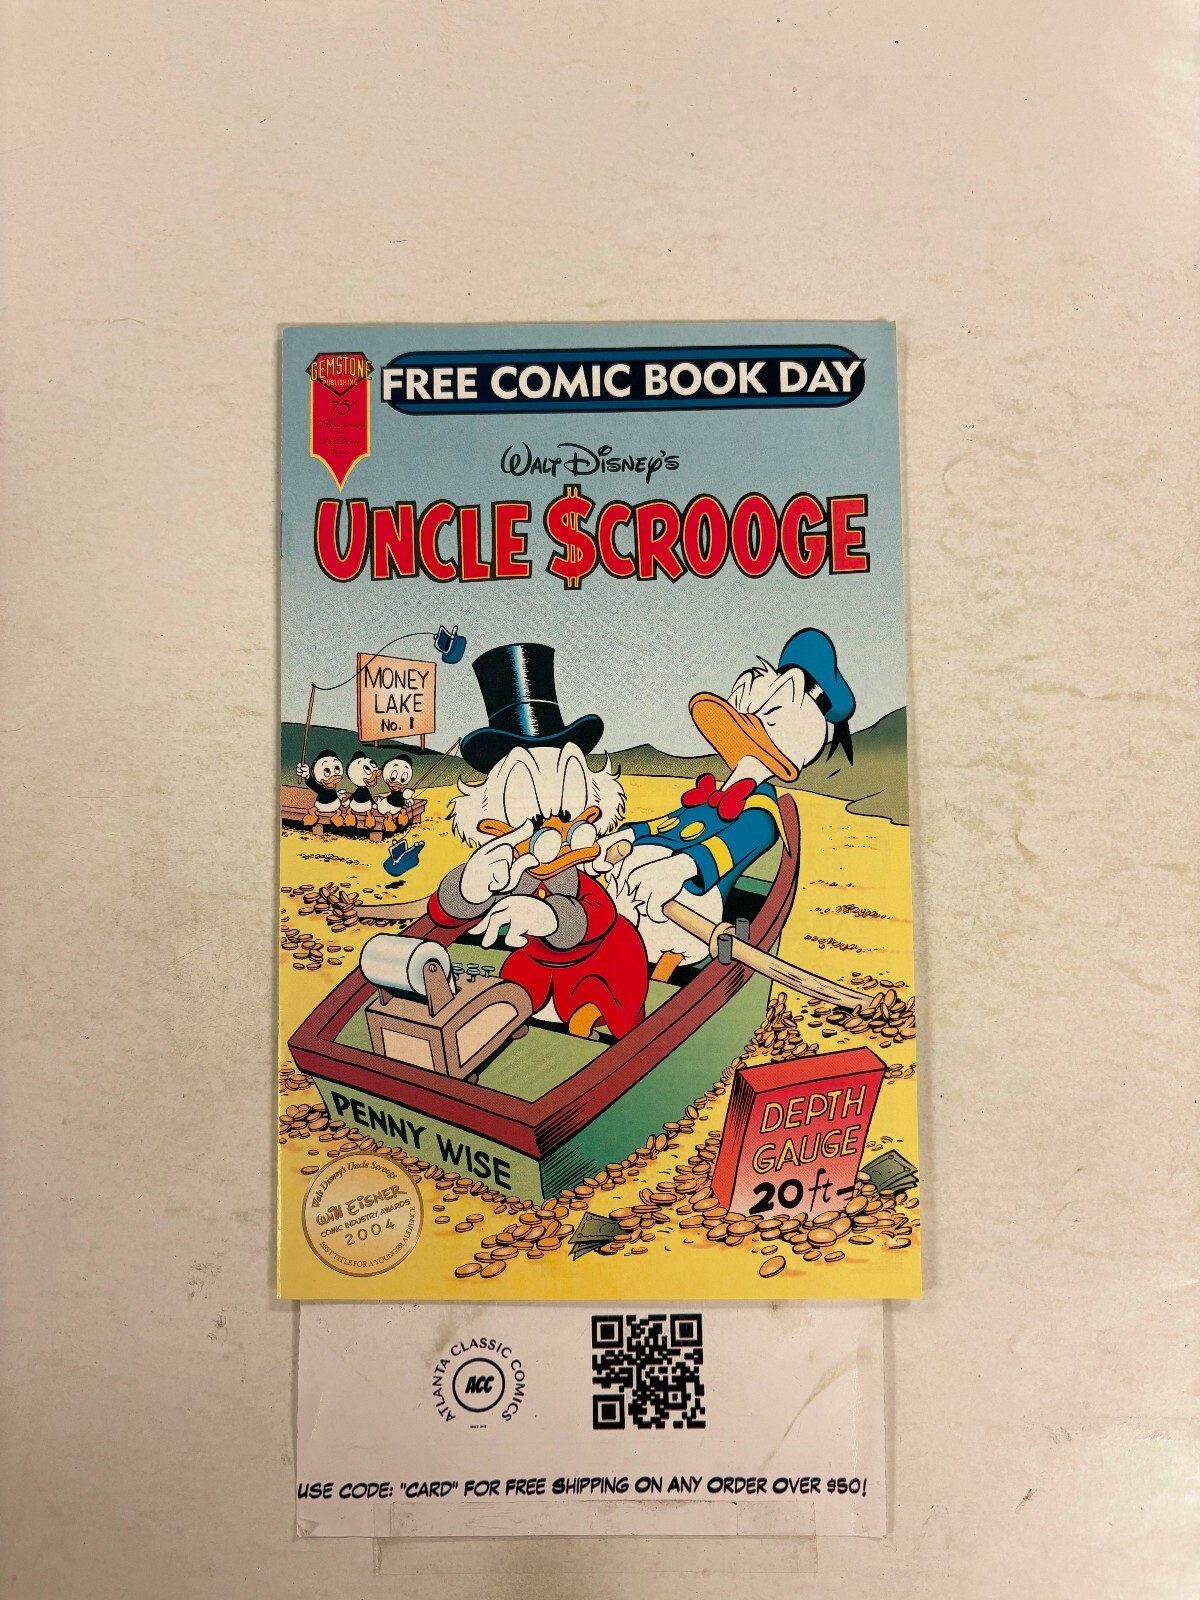 GEMSTONE
PUBLISHING
75th
Anniversary
FREE COMIC BOOK DAY
WALT DISNEY'S
UNCLE $CROOGE
MONEY
LAKE
No. 1
PENNY WISE
DEPTH
GAUGE
20 ft-
Walt Disney's Uncle Scrooge
WILL EISNER
COMIC INDUSTRY AWARDS
2004
BEST TITLE FOR A YOUNGER AUDIENCE
ATLANTA CLASSIC COMICS
ACC
USE CODE: "CARD" FOR FREE SHIPPING ON ANY ORDER OVER $50!